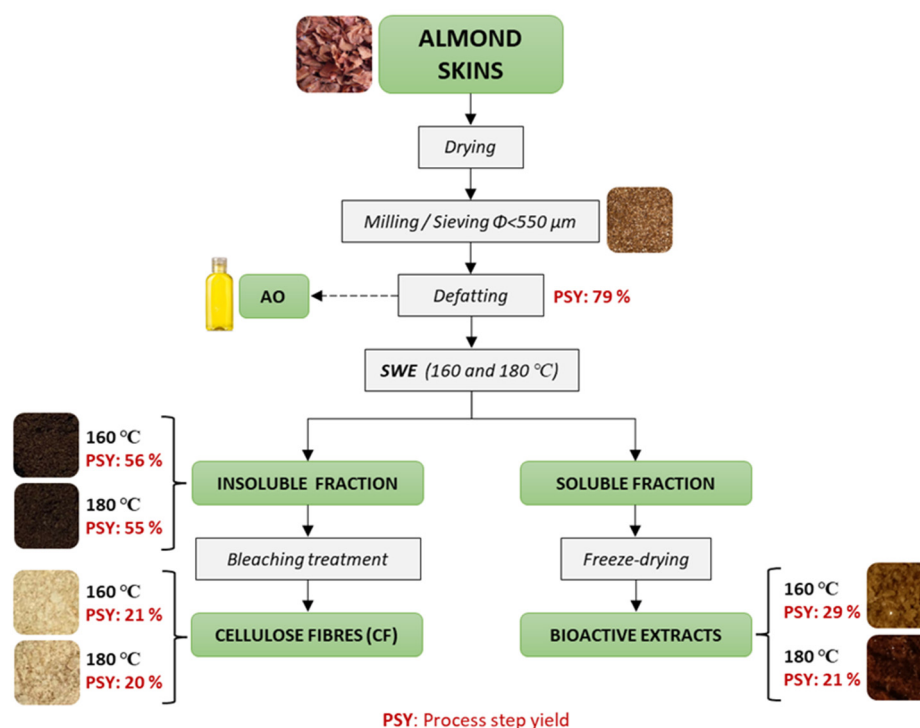 ALMOND
SKINS
Drying
Milling / Sieving Φ<550 µm
AO
Defatting
PSY: 79 %
SWE (160 and 180 ℃)
160 ℃
PSY: 56 %
180 ℃
PSY: 55 %
INSOLUBLE FRACTION
SOLUBLE FRACTION
Bleaching treatment
Freeze-drying
160 ℃
PSY: 21 %
180 ℃
PSY: 20 %
CELLULOSE FIBRES (CF)
BIOACTIVE EXTRACTS
160 ℃
PSY: 29 %
180 ℃
PSY: 21 %
PSY: Process step yield